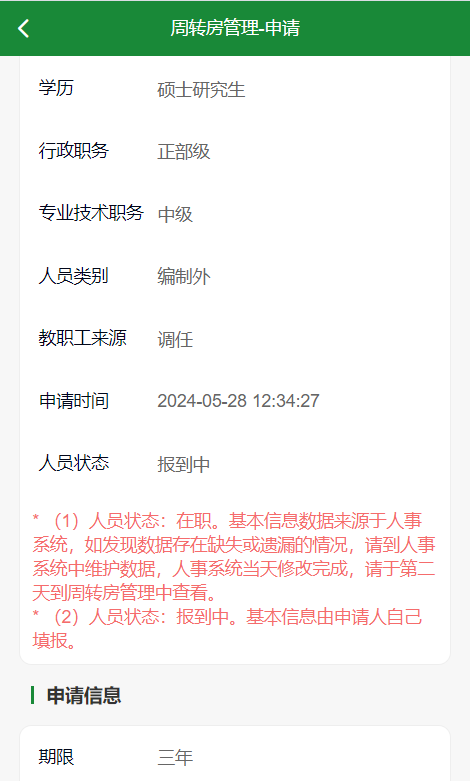 周转房管理-申请
学历 硕士研究生
行政职务 正部级
专业技术职务 中级
人员类别 编制外
教职工来源 调任
申请时间 2024-05-28 12:34:27
人员状态 报到中
* （1）人员状态：在职。基本信息数据来源于人事
系统，如发现数据存在缺失或遗漏的情况，请到人事
系统中维护数据，人事系统当天修改完成，请于第二
天到周转房管理中查看。
* （2）人员状态：报到中。基本信息由申请人自己
填报。
申请信息
期限 三年